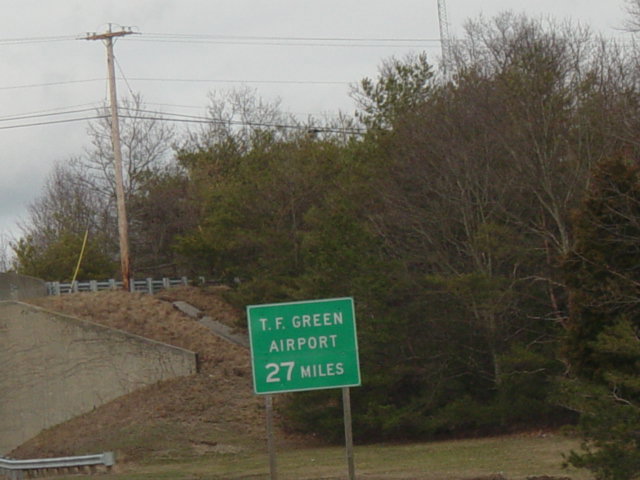 T. F. GREEN
AIRPORT
27 MILES